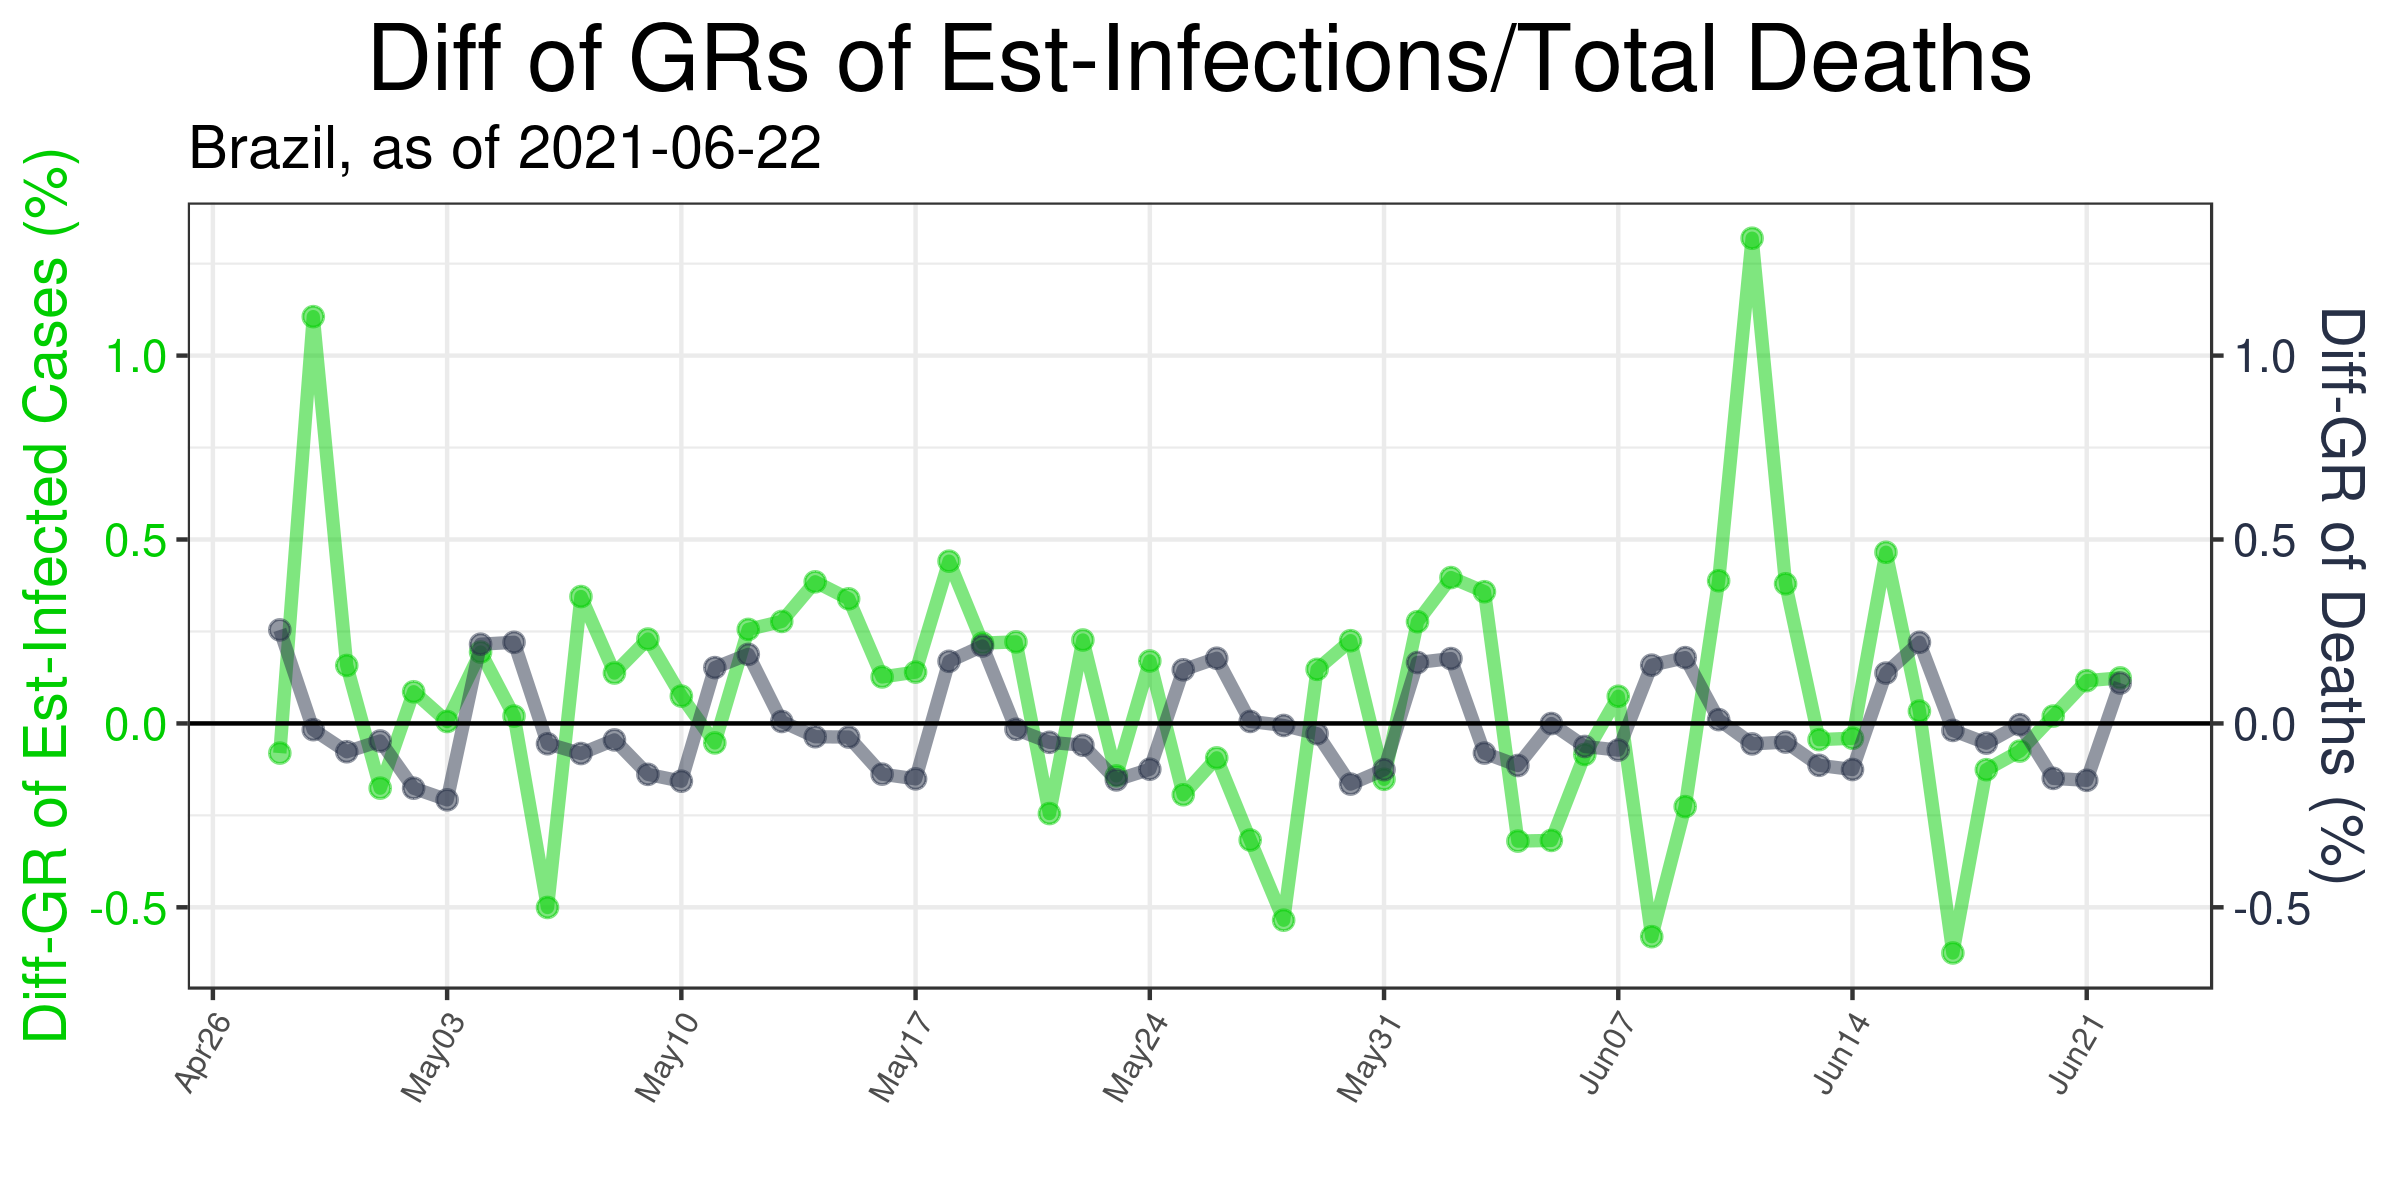 Diff of GRs of Est-Infections/Total Deaths
Brazil, as of 2021-06-22
Diff-GR of Est-Infected Cases (%)
1.0
0.5
0.0
-0.5
1.0
0.5
0.0
-0.5
Diff-GR of Deaths (%)
Apr26
May03
May10
May17
May24
May31
Jun07
Jun14
Jun21